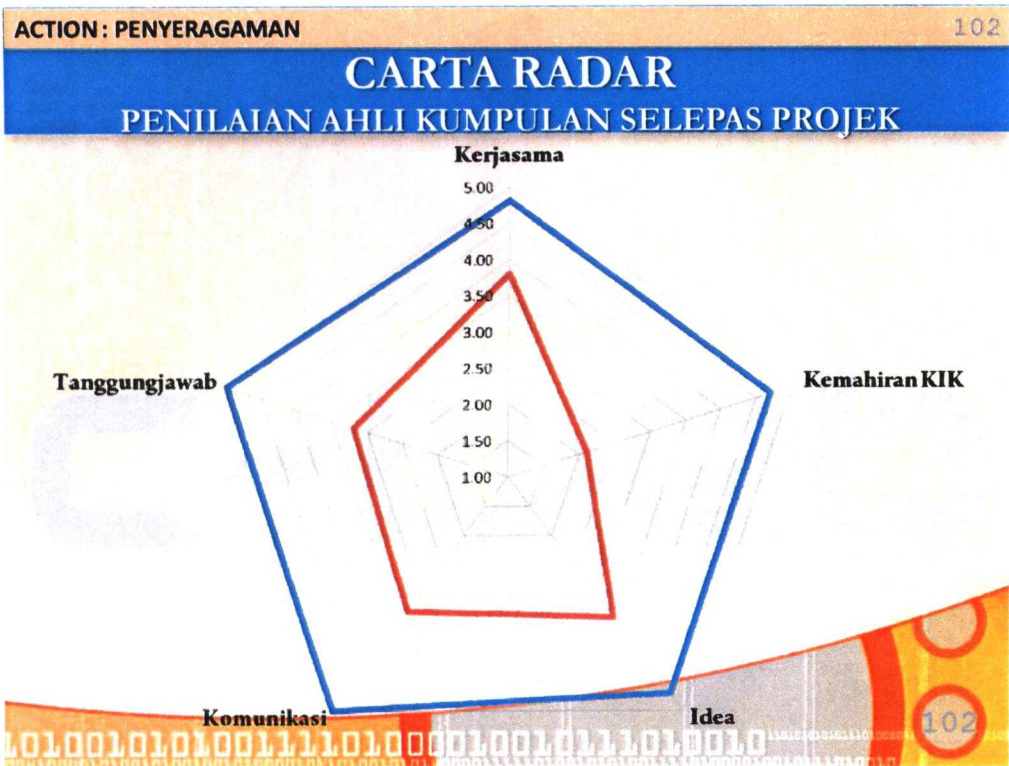 ACTION : PENYERAGAMAN
102
CARTA RADAR
PENILAIAN AHLI KUMPULAN SELEPAS PROJEK
Kerjasama
5.00
4.50
4.00
3.50
3.00
2.50
2.00
1.50
1.00
Tanggungjawab
Kemahiran KIK
Komunikasi
Idea
102